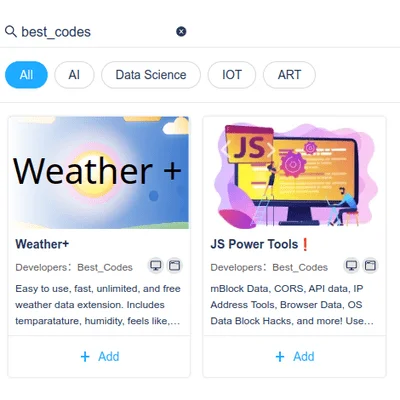 best_codes
All AI Data Science IOT ART
Weather +
JS
Weather+
Developers: Best_Codes
Easy to use, fast, unlimited, and free
weather data extension. Includes
temparatature, humidity, feels like,...
+ Add
JS Power Tools❗
Developers: Best_Codes
mBlock Data, CORS, API data, IP
Address Tools, Browser Data, OS
Data Block Hacks, and more! Use...
+ Add